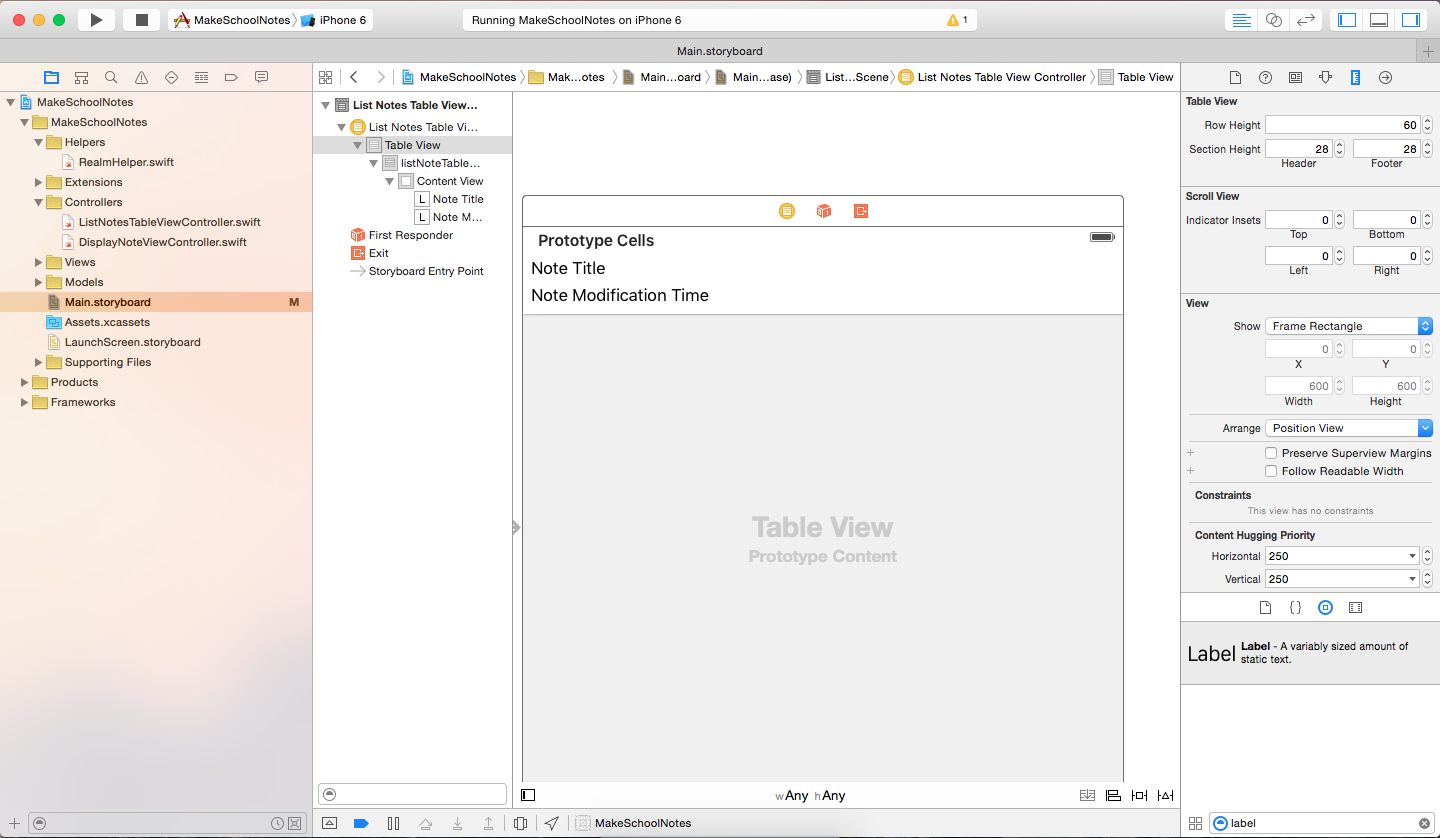 MakeSchoolNotes iPhone 6
Running MakeSchoolNotes on iPhone 6
1
Main.storyboard
MakeSchoolNotes Mak...otes Main...oard Main...ase) List...Scene List Notes Table View Controller Table View
MakeSchoolNotes
MakeSchoolNotes
Helpers
RealmHelper.swift
Extensions
Controllers
ListNotesTableViewController.swift
DisplayNoteViewController.swift
Views
Models
Main.storyboard M
Assets.xcassets
LaunchScreen.storyboard
Supporting Files
Products
Frameworks
List Notes Table View...
List Notes Table Vi...
Table View
listNoteTable...
Content View
L Note Title
L Note M...
First Responder
Exit
Storyboard Entry Point
Prototype Cells
Note Title
Note Modification Time
Table View
Prototype Content
wAny hAny
MakeSchoolNotes
Table View
Row Height 60
Section Height 28 28
Header Footer
Scroll View
Indicator Insets 0 0
Top Bottom
0 0
Left Right
View
Show Frame Rectangle
0 0
X Y
600 600
Width Height
Arrange Position View
Preserve Superview Margins
Follow Readable Width
Constraints
This view has no constraints
Content Hugging Priority
Horizontal 250
Vertical 250
Label Label - A variably sized amount of
static text.
label